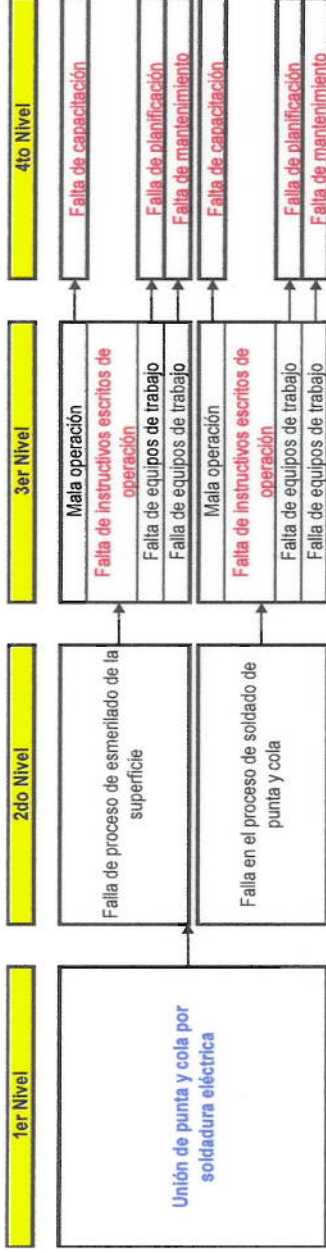 1er Nivel
2do Nivel
3er Nivel
4to Nivel
Unión de punta y cola por
soldadura eléctrica
Falla de proceso de esmerilado de la
superficie
Mala operación
Falta de capacitación
Falta de instructivos escritos de
operación
Falta de equipos de trabajo
Falla de planificación
Falla de equipos de trabajo
Falta de mantenimiento
Falla en el proceso de soldado de
punta y cola
Mala operación
Falta de capacitación
Falta de instructivos escritos de
operación
Falta de equipos de trabajo
Falla de planificación
Falla de equipos de trabajo
Falta de mantenimiento